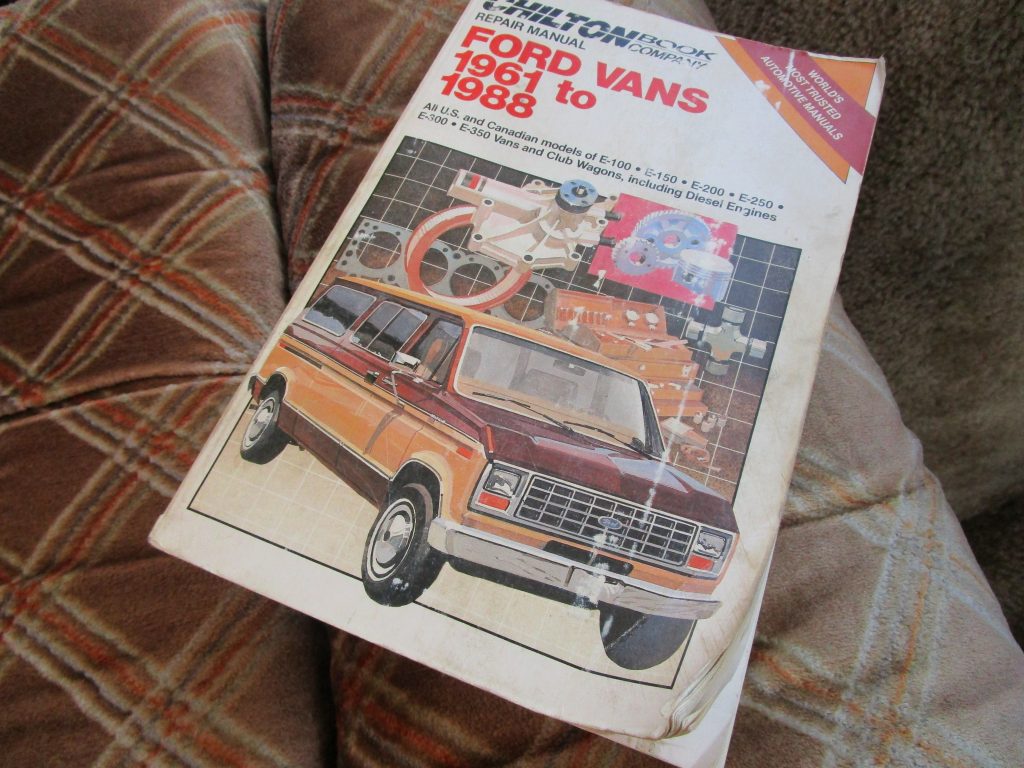 CHILTON BOOK
COMPANY
REPAIR MANUAL
FORD VANS
1961 to
1988
All U.S. and Canadian models of E-100 • E-150 • E-200 • E-250 •
E-300 • E-350 Vans and Club Wagons, including Diesel Engines
WORLD'S
MOST TRUSTED
AUTOMOTIVE MANUALS